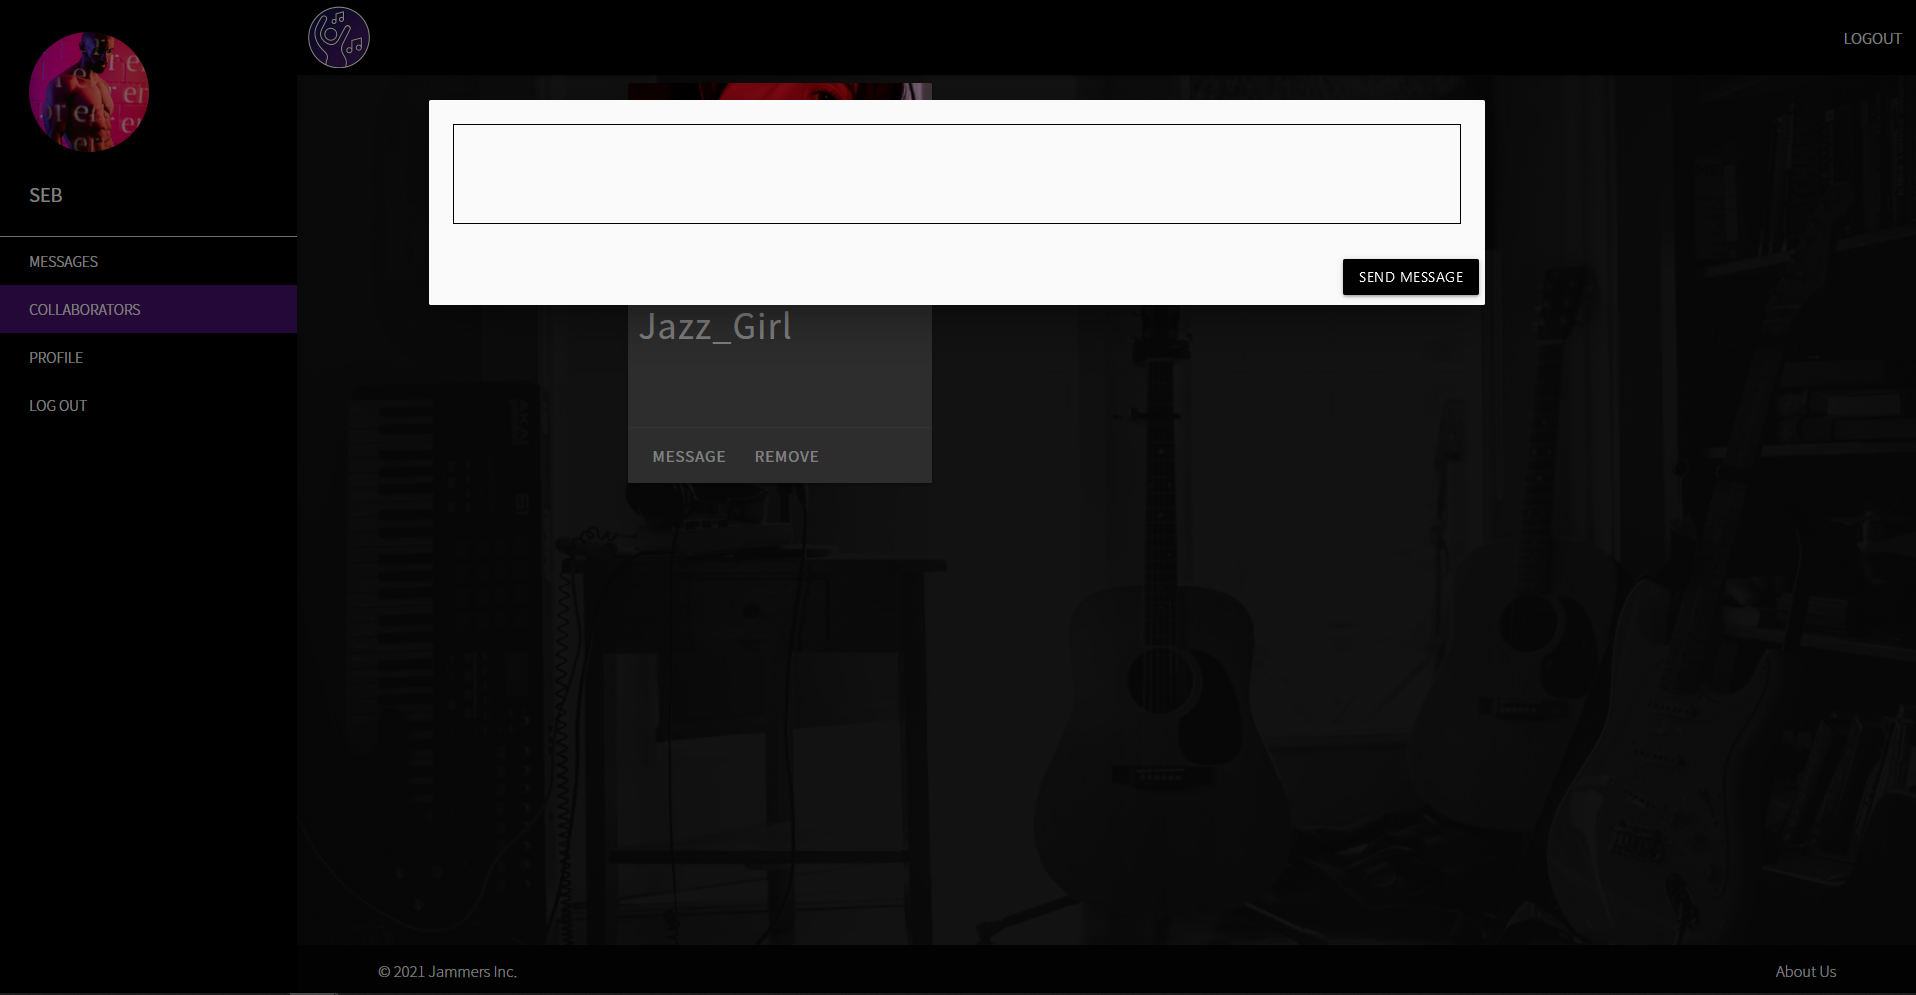 SEB
MESSAGES
COLLABORATORS
PROFILE
LOG OUT
LOGOUT
SEND MESSAGE
Jazz_Girl
MESSAGE REMOVE
© 2021 Jammers Inc.
About Us